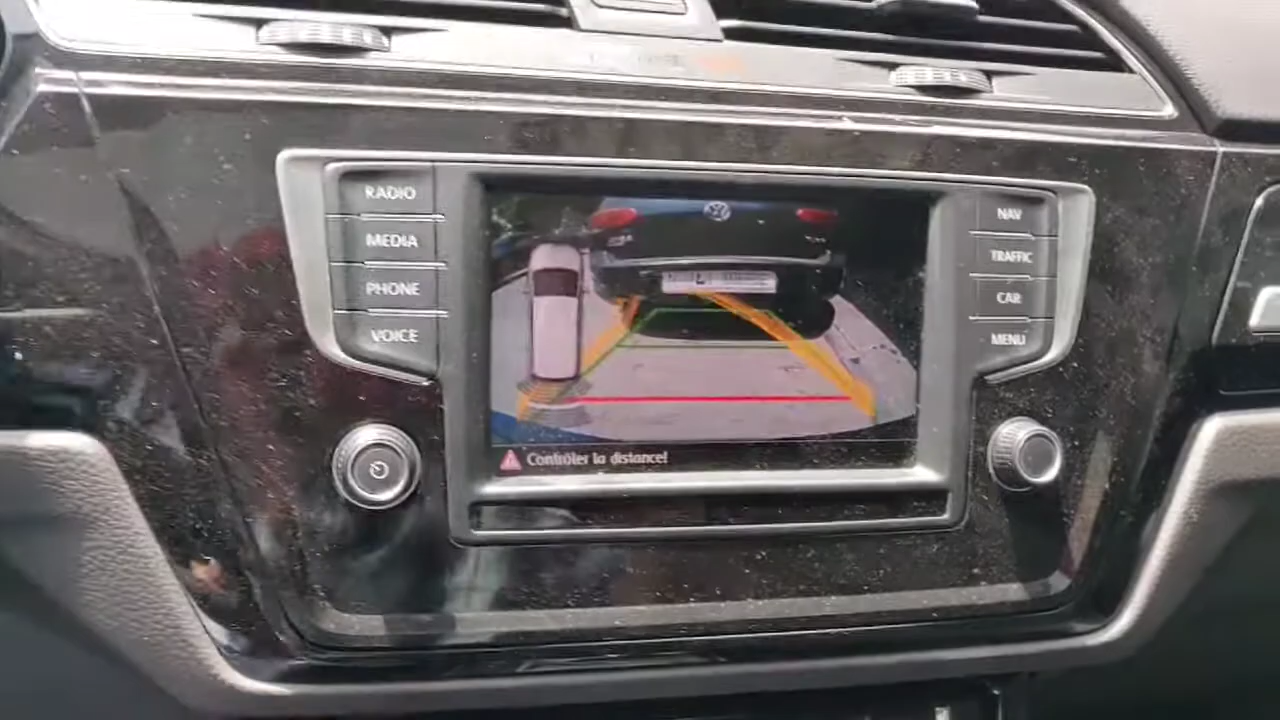 RADIO
MEDIA
PHONE
VOICE
NAV
TRAFFIC
CAR
MENU
Contrôler la distance!